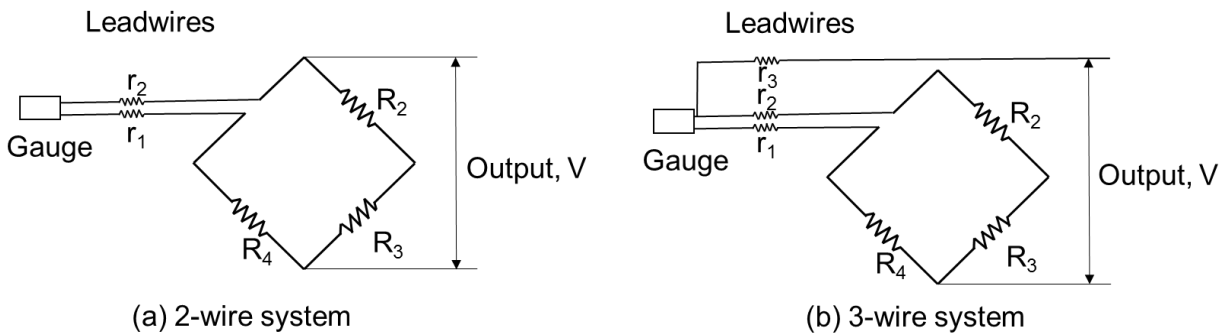 Leadwires
r2
r1
Gauge
R2
R3
R4
Output, V
(a) 2-wire system
Leadwires
r3
r2
r1
Gauge
R2
R3
R4
Output, V
(b) 3-wire system